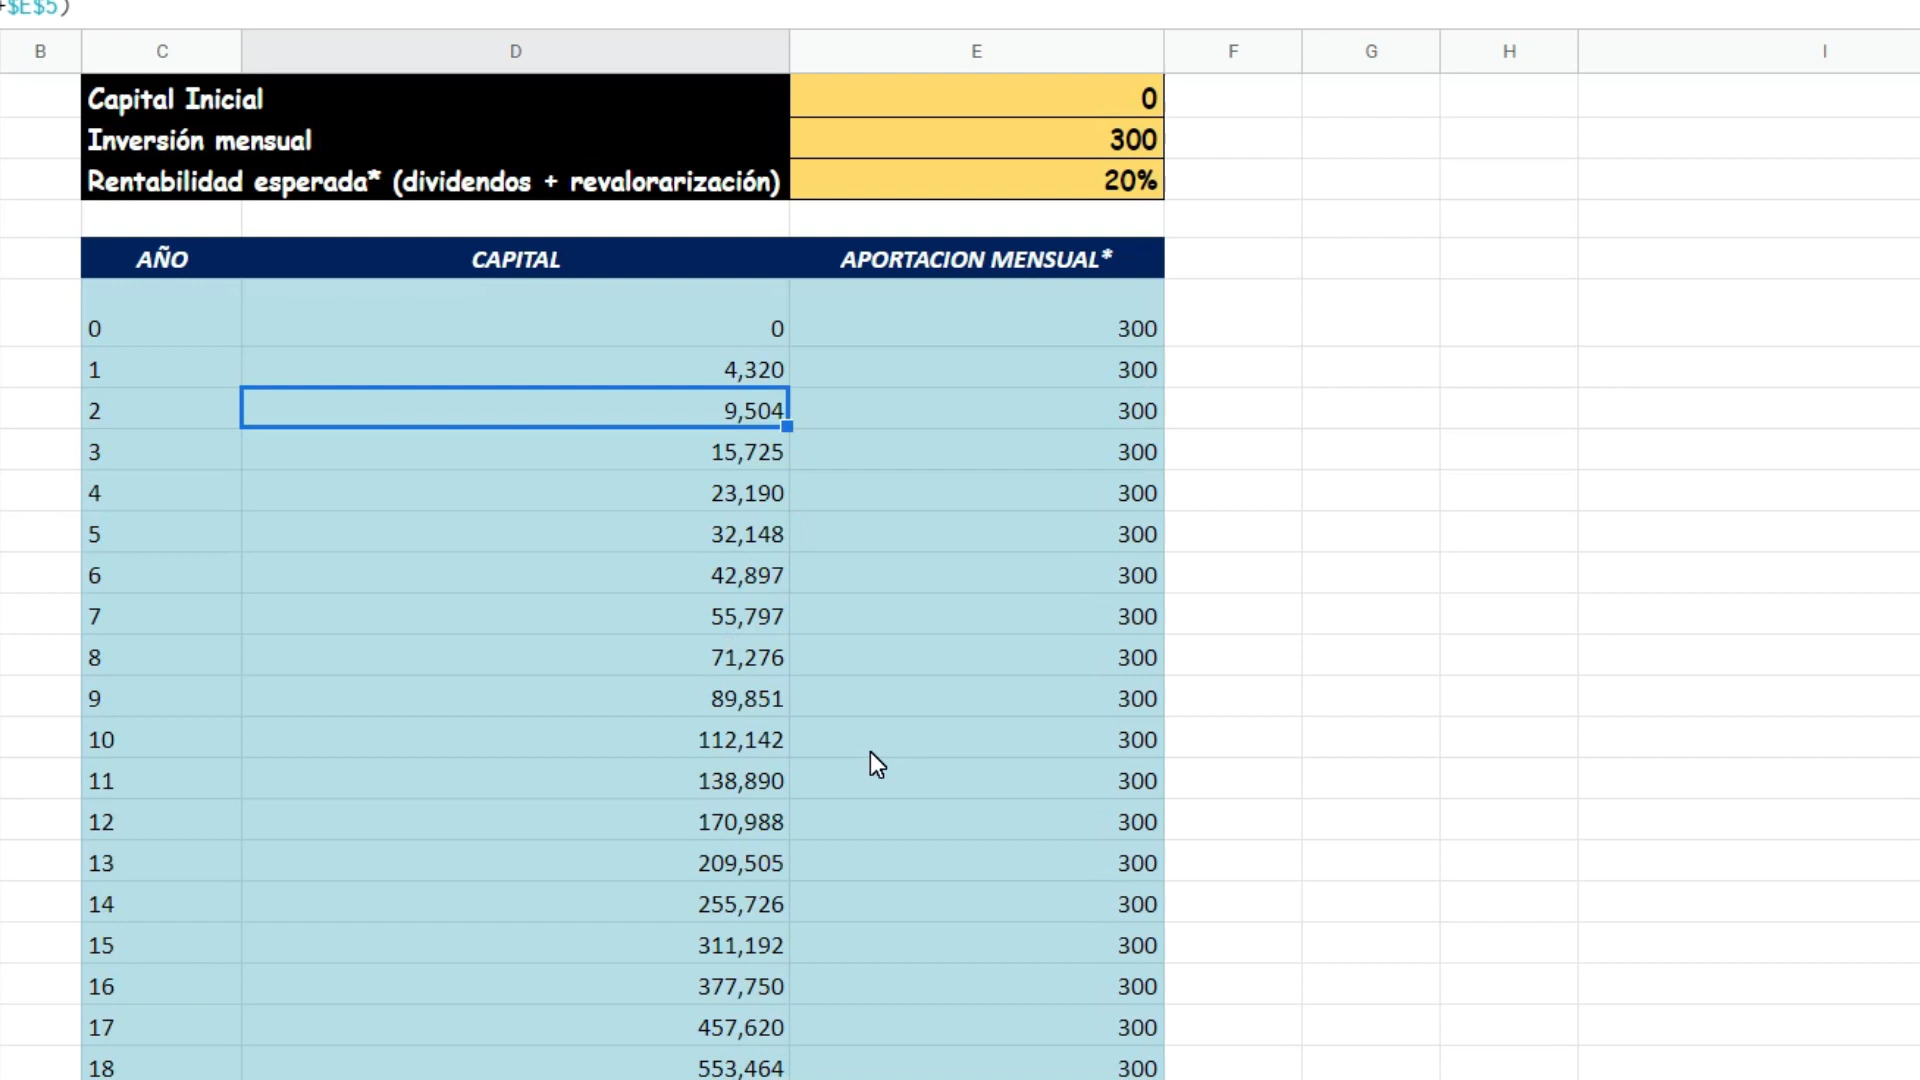 +$E$5)
B C D E F G H I
Capital Inicial 0
Inversión mensual 300
Rentabilidad esperada* (dividendos + revalorarización) 20%
AÑO CAPITAL APORTACION MENSUAL*
0 0 300
1 4,320 300
2 9,504 300
3 15,725 300
4 23,190 300
5 32,148 300
6 42,897 300
7 55,797 300
8 71,276 300
9 89,851 300
10 112,142 300
11 138,890 300
12 170,988 300
13 209,505 300
14 255,726 300
15 311,192 300
16 377,750 300
17 457,620 300
18 553,464 300